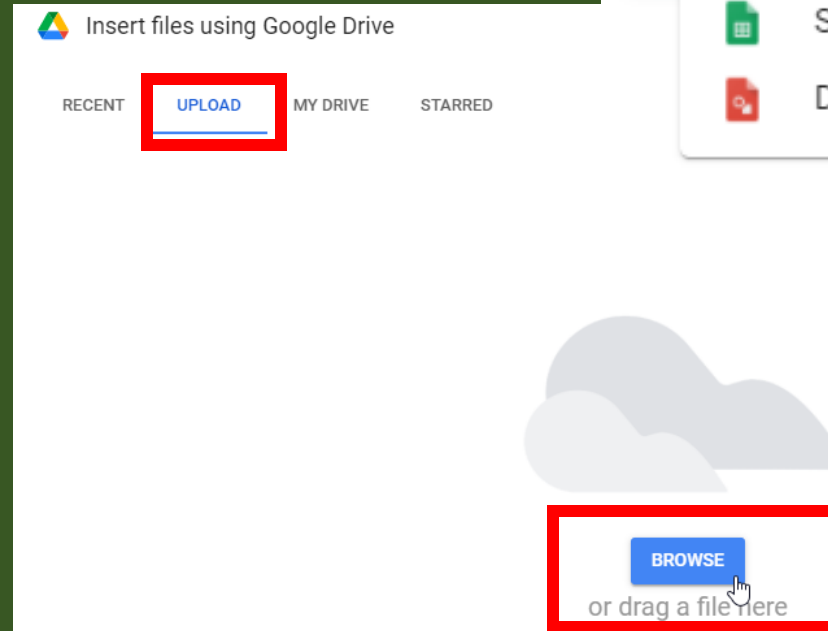 Insert files using Google Drive
RECENT UPLOAD MY DRIVE STARRED
BROWSE
or drag a file here